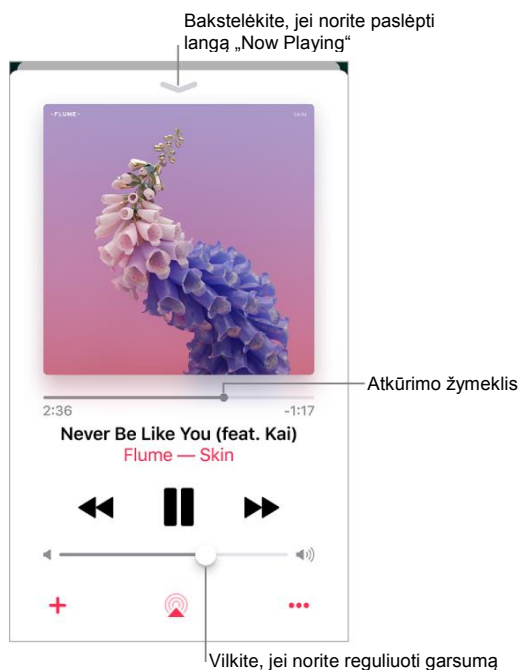 Bakstelėkite, jei norite paslėpti
langą „Now Playing“
·FLUME·
SKIN
Atkūrimo žymeklis
2:36
-1:17
Never Be Like You (feat. Kai)
Flume — Skin
Vilkite, jei norite reguliuoti garsumą